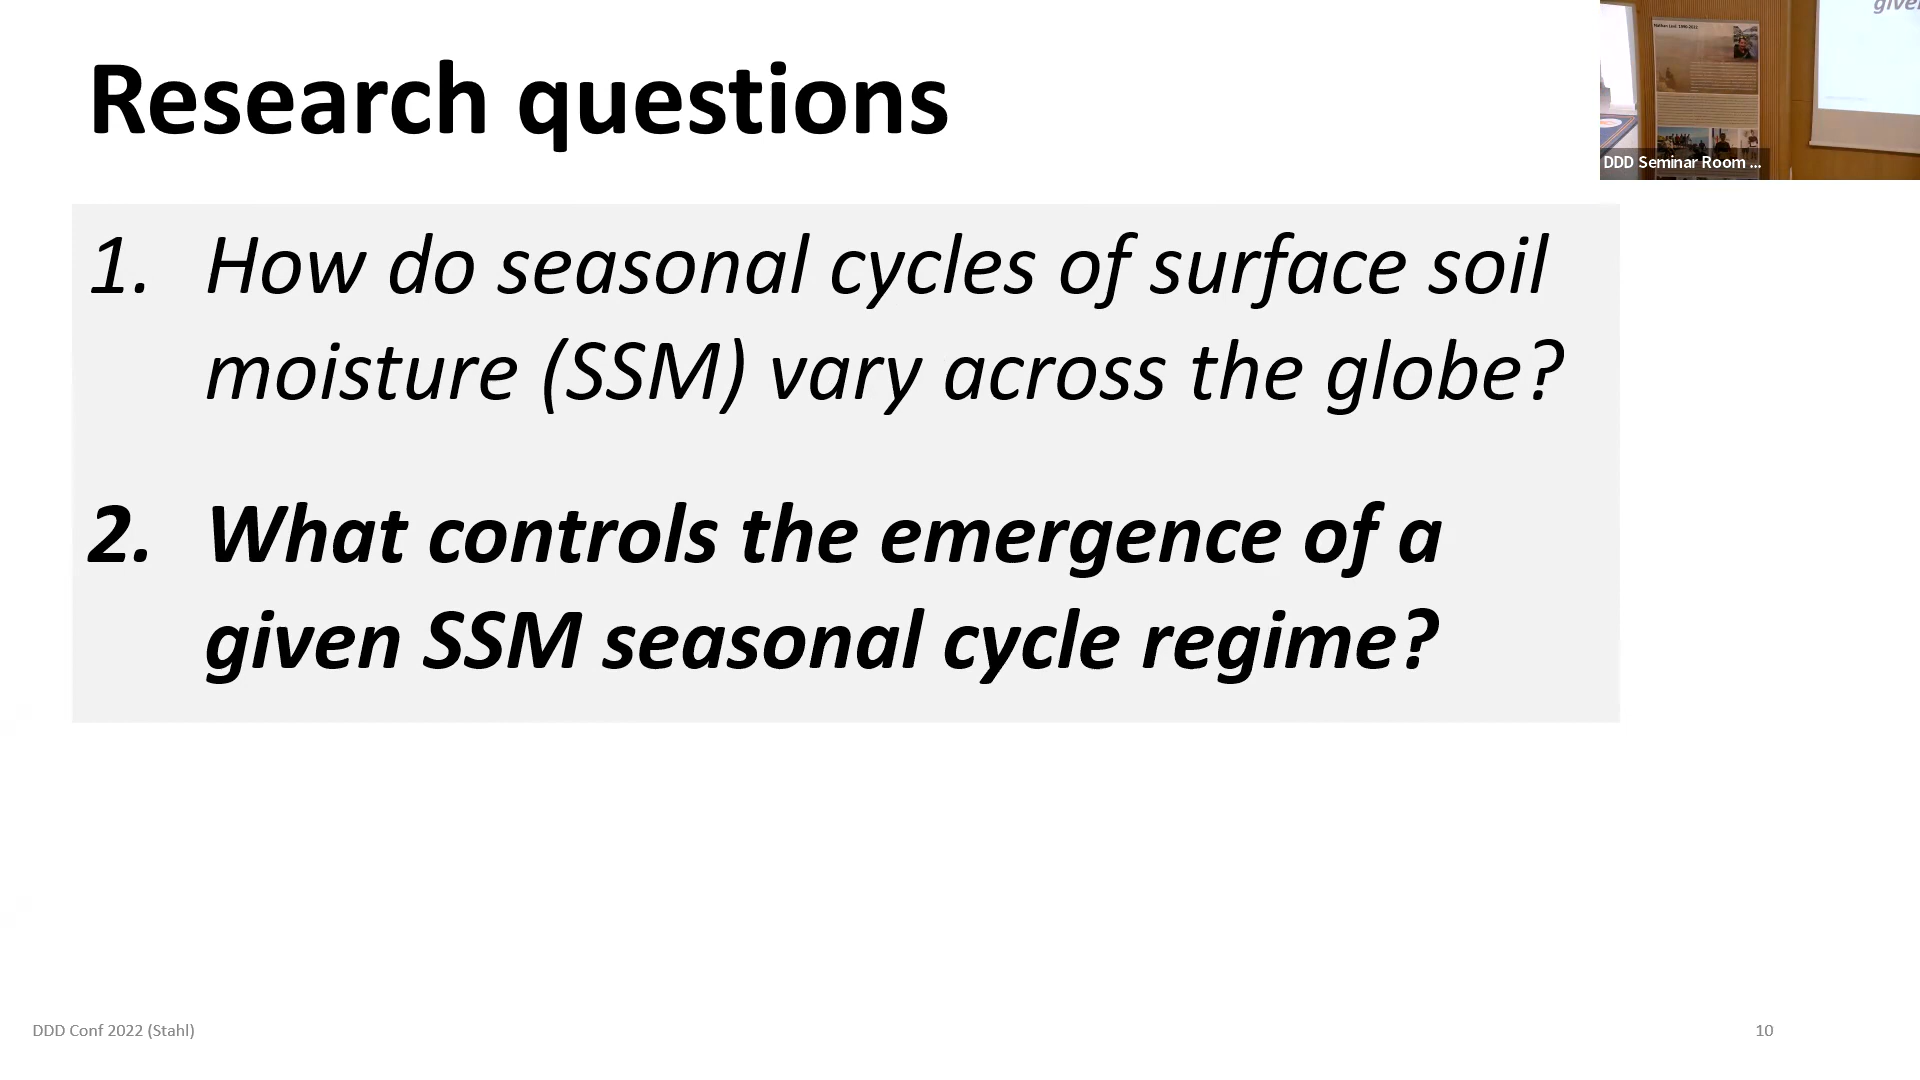 Research questions
1. How do seasonal cycles of surface soil
moisture (SSM) vary across the globe?
2. What controls the emergence of a
given SSM seasonal cycle regime?
DDD Seminar Room ...
DDD Conf 2022 (Stahl)
10